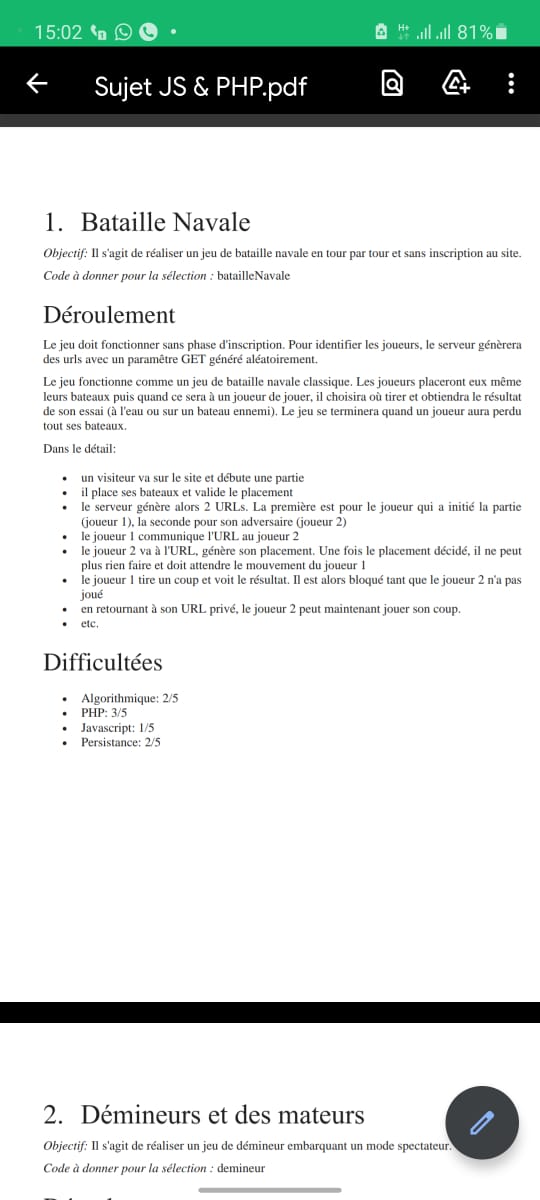 15:02
H+
81%
Sujet JS & PHP.pdf
1. Bataille Navale
Objectif: Il s'agit de réaliser un jeu de bataille navale en tour par tour et sans inscription au site.
Code à donner pour la sélection : batailleNavale
Déroulement
Le jeu doit fonctionner sans phase d'inscription. Pour identifier les joueurs, le serveur génèrera
des urls avec un paramêtre GET généré aléatoirement.
Le jeu fonctionne comme un jeu de bataille navale classique. Les joueurs placeront eux même
leurs bateaux puis quand ce sera à un joueur de jouer, il choisira où tirer et obtiendra le résultat
de son essai (à l'eau ou sur un bateau ennemi). Le jeu se terminera quand un joueur aura perdu
tout ses bateaux.
Dans le détail:
• un visiteur va sur le site et débute une partie
• il place ses bateaux et valide le placement
• le serveur génère alors 2 URLs. La première est pour le joueur qui a initié la partie
(joueur 1), la seconde pour son adversaire (joueur 2)
• le joueur 1 communique l'URL au joueur 2
• le joueur 2 va à l'URL, génère son placement. Une fois le placement décidé, il ne peut
plus rien faire et doit attendre le mouvement du joueur 1
• le joueur 1 tire un coup et voit le résultat. Il est alors bloqué tant que le joueur 2 n'a pas
joué
• en retournant à son URL privé, le joueur 2 peut maintenant jouer son coup.
• etc.
Difficultées
• Algorithmique: 2/5
• PHP: 3/5
• Javascript: 1/5
• Persistance: 2/5
2. Démineurs et des mateurs
Objectif: Il s'agit de réaliser un jeu de démineur embarquant un mode spectateur.
Code à donner pour la sélection : demineur